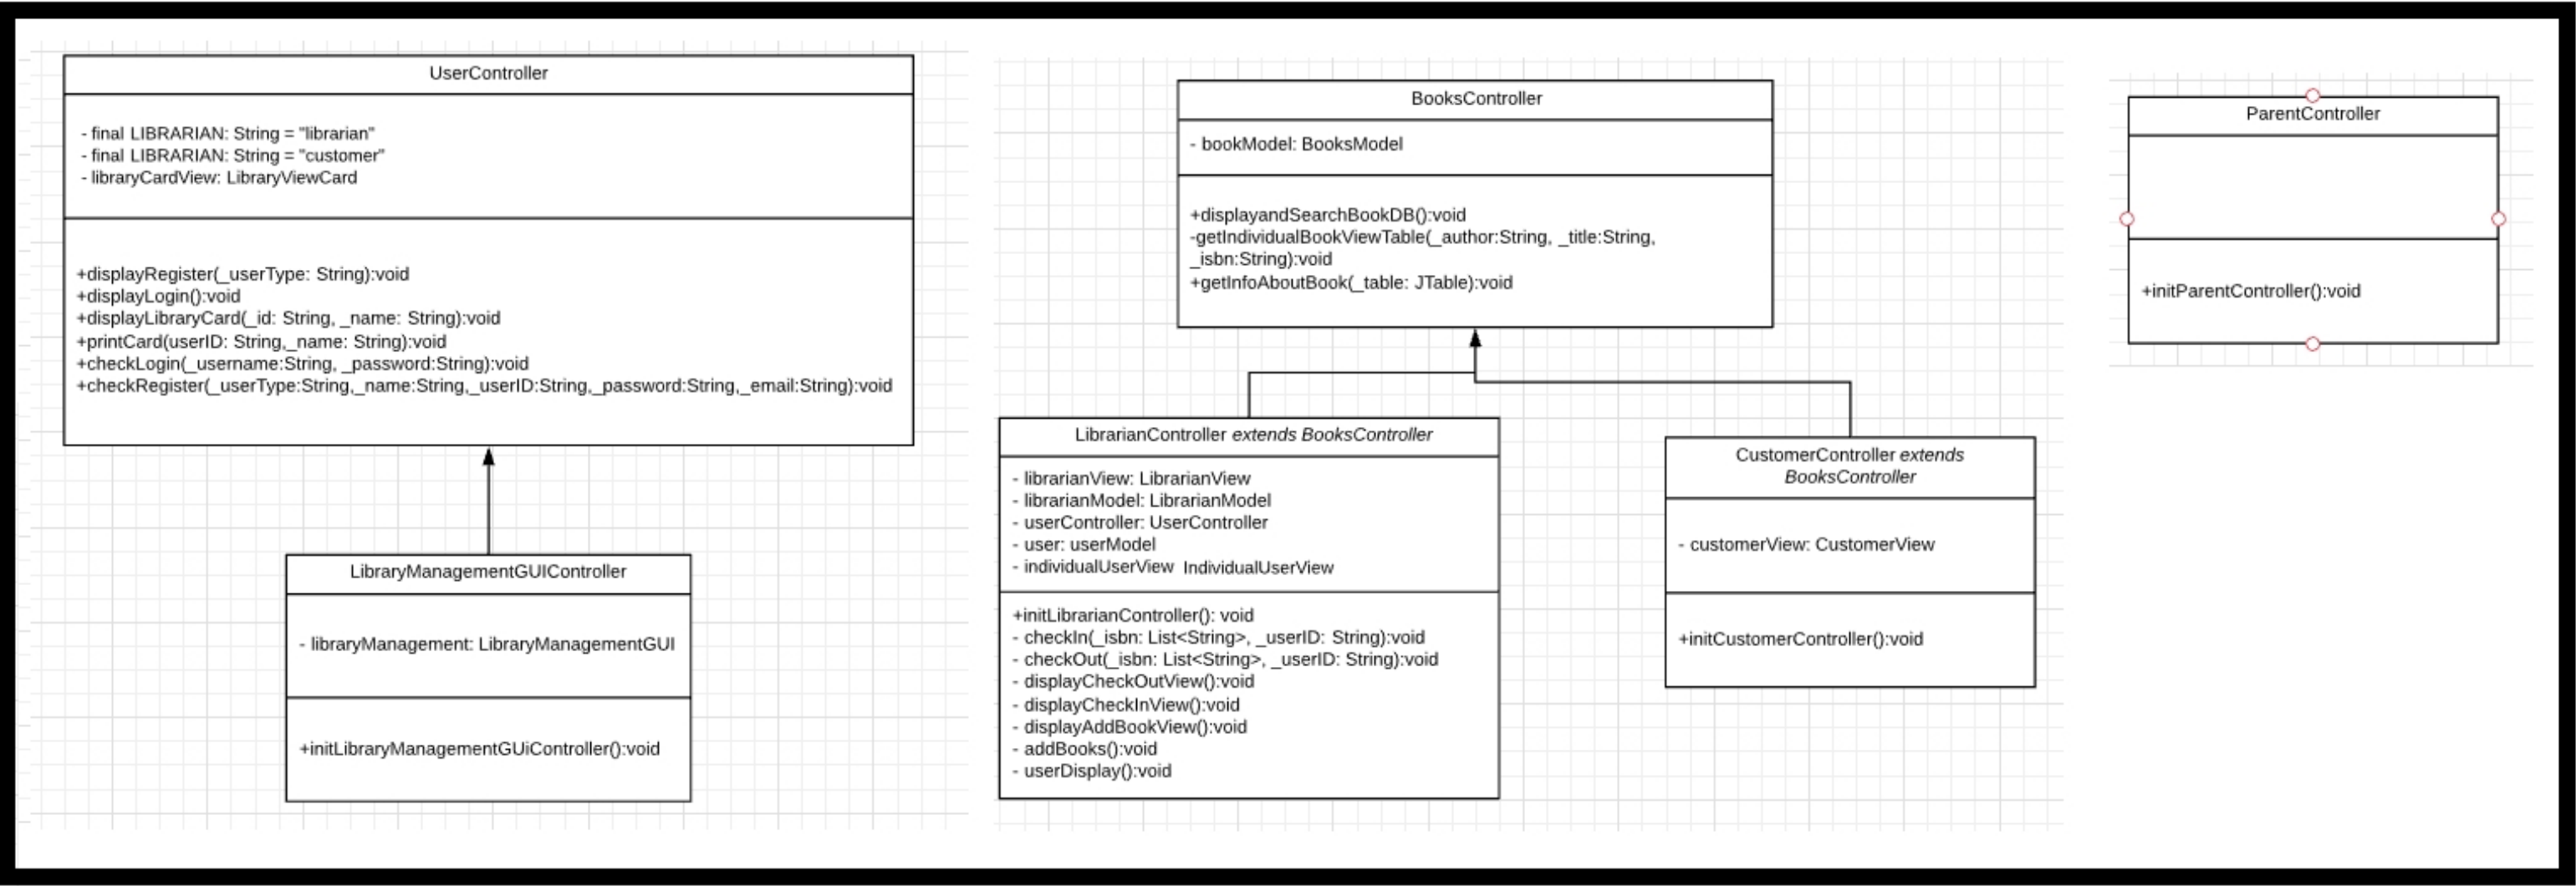 UserController
- final LIBRARIAN: String = "librarian"
- final LIBRARIAN: String = "customer"
- libraryCardView: LibraryViewCard
+displayRegister(_userType: String):void
+displayLogin():void
+displayLibraryCard(_id: String, _name: String):void
+printCard(userID: String,_name: String):void
+checkLogin(_username:String, _password:String):void
+checkRegister(_userType:String,_name:String,_userID:String,_password:String,_email:String):void
LibraryManagementGUIController
- libraryManagement: LibraryManagementGUI
+initLibraryManagementGUiController():void
BooksController
- bookModel: BooksModel
+displayandSearchBookDB():void
-getIndividualBookViewTable(_author:String, _title:String,
_isbn:String):void
+getInfoAboutBook(_table: JTable):void
LibrarianController extends BooksController
- librarianView: LibrarianView
- librarianModel: LibrarianModel
- userController: UserController
- user: userModel
- individualUserView IndividualUserView
+initLibrarianController(): void
- checkIn(_isbn: List<String>, _userID: String):void
- checkOut(_isbn: List<String>, _userID: String):void
- displayCheckOutView():void
- displayCheckInView():void
- displayAddBookView():void
- addBooks():void
- userDisplay():void
CustomerController extends
BooksController
- customerView: CustomerView
+initCustomerController():void
ParentController
+initParentController():void